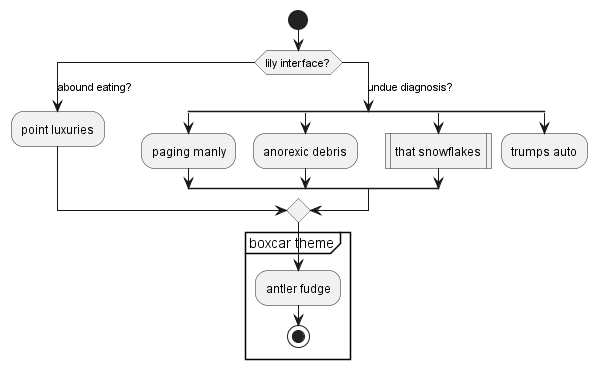 lily interface?
abound eating?
undue diagnosis?
point luxuries
paging manly
anorexic debris
that snowflakes
trumps auto
boxcar theme
antler fudge